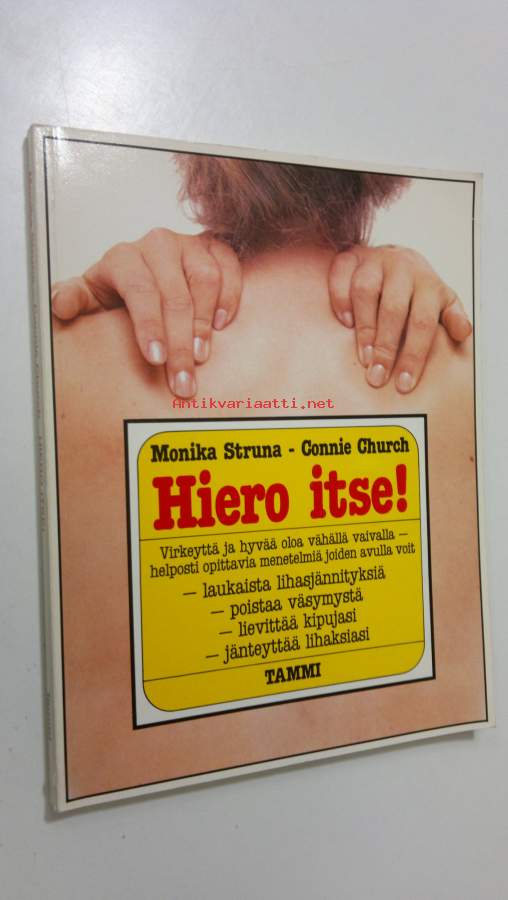 Antikvariaatti.net
Monika Struna - Connie Church
Hiero itse!
Virkeyttä ja hyvää oloa vähällä vaivalla –
helposti opittavia menetelmiä joiden avulla voit
– laukaista lihasjännityksiä
– poistaa väsymystä
– lievittää kipujasi
– jänteyttää lihaksiasi
TAMMI